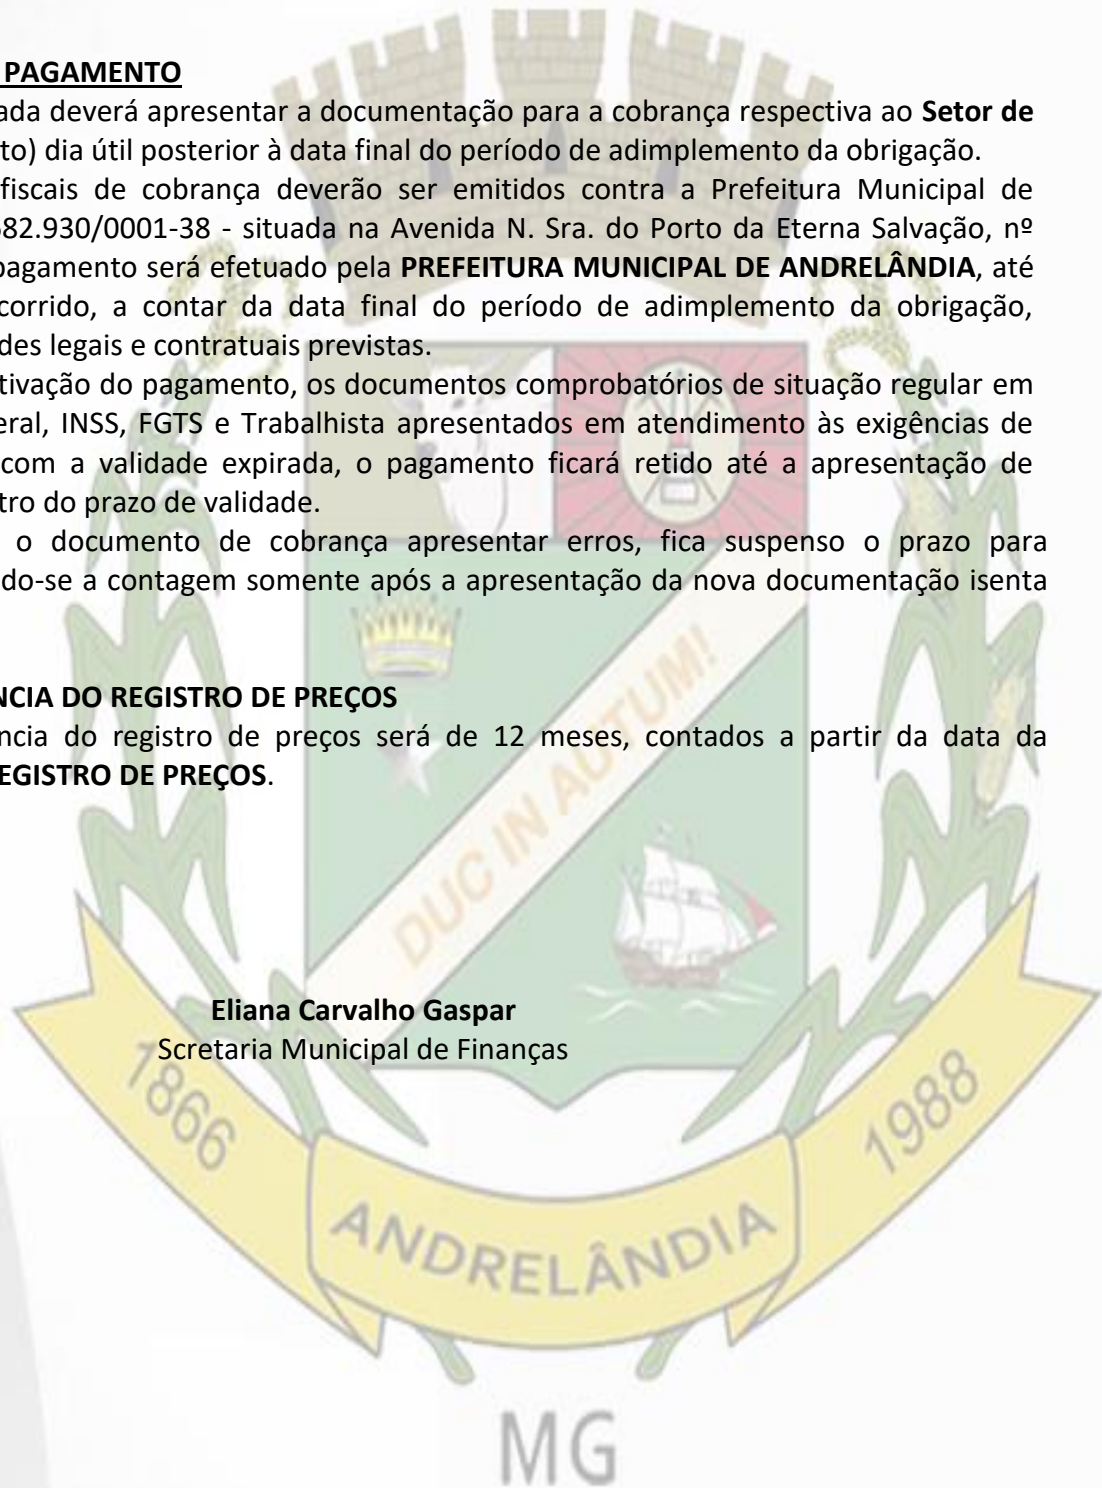 PAGAMENTO
ada deverá apresentar a documentação para a cobrança respectiva ao Setor de
to) dia útil posterior à data final do período de adimplemento da obrigação.
fiscais de cobrança deverão ser emitidos contra a Prefeitura Municipal de
682.930/0001-38 - situada na Avenida N. Sra. do Porto da Eterna Salvação, nº
pagamento será efetuado pela PREFEITURA MUNICIPAL DE ANDRELÂNDIA, até
corrido, a contar da data final do período de adimplemento da obrigação,
des legais e contratuais previstas.
tivação do pagamento, os documentos comprobatórios de situação regular em
eral, INSS, FGTS e Trabalhista apresentados em atendimento às exigências de
com a validade expirada, o pagamento ficará retido até a apresentação de
tro do prazo de validade.
o documento de cobrança apresentar erros, fica suspenso o prazo para
do-se a contagem somente após a apresentação da nova documentação isenta
NCIA DO REGISTRO DE PREÇOS
ncia do registro de preços será de 12 meses, contados a partir da data da
EGISTRO DE PREÇOS.
DUC IN AUTUM!
Eliana Carvalho Gaspar
Scretaria Municipal de Finanças
1866
1988
ANDRELÂNDIA
MG